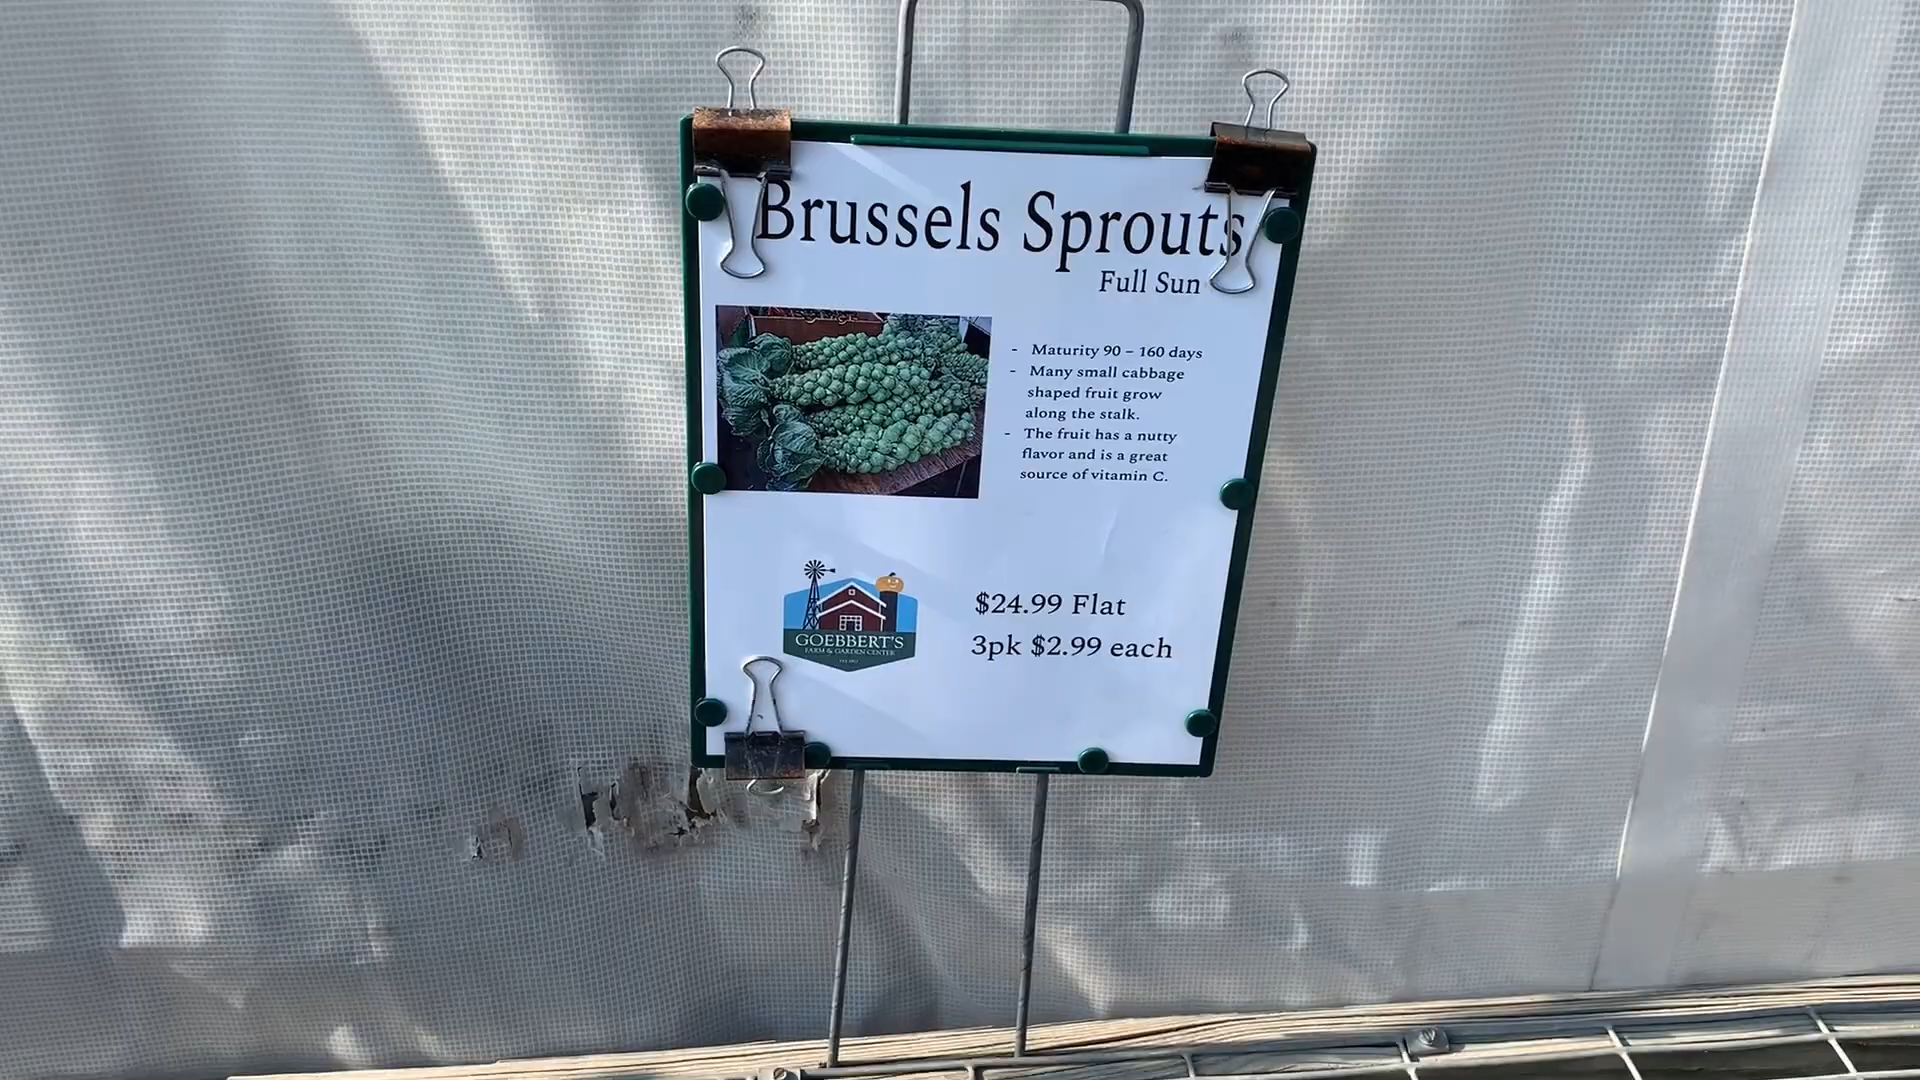 Brussels Sprouts
Full Sun
- Maturity 90 – 160 days
- Many small cabbage
shaped fruit grow
along the stalk.
- The fruit has a nutty
flavor and is a great
source of vitamin C.
GOEBBERT'S
FARM & GARDEN CENTER
$24.99 Flat
3pk $2.99 each